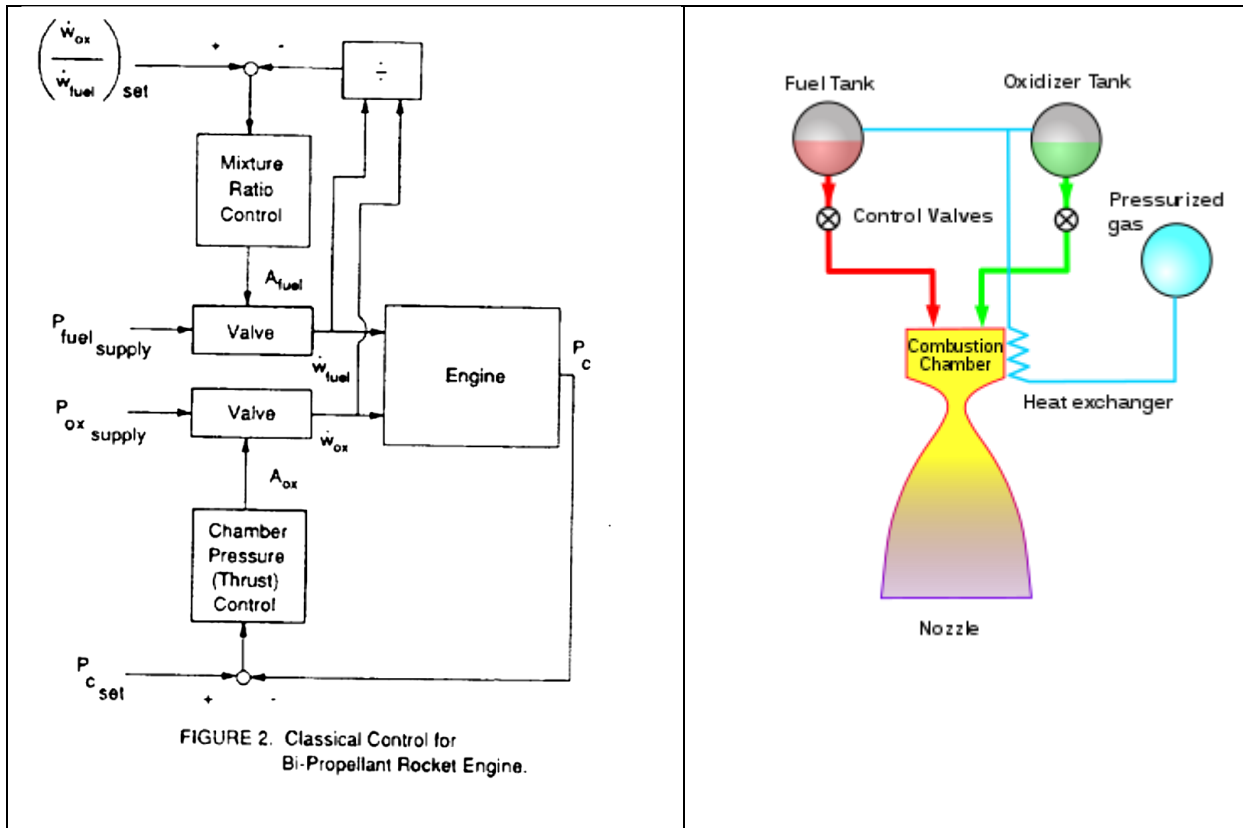 ẇox
ẇfuel
set
+
-
÷
Mixture
Ratio
Control
Afuel
Pfuel supply
Valve
ẇfuel
Pox supply
Valve
ẇox
Engine
Pc
Aox
Chamber
Pressure
(Thrust)
Control
Pc set
+
-
FIGURE 2. Classical Control for
Bi-Propellant Rocket Engine.
Fuel Tank
Oxidizer Tank
Control Valves
Pressurized
gas
Combustion
Chamber
Heat exchanger
Nozzle